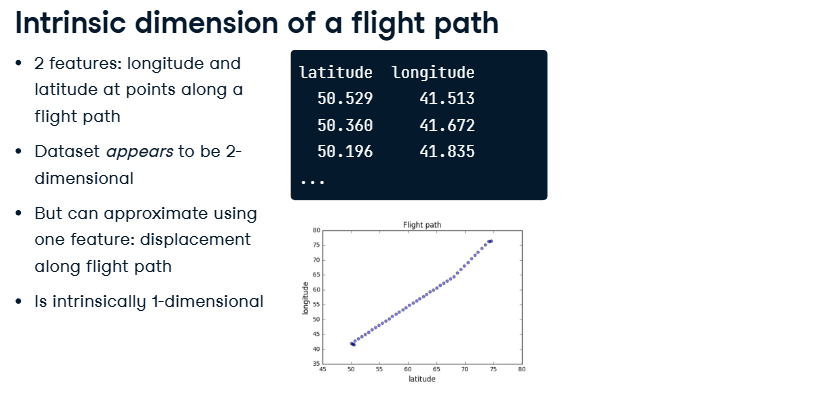 Intrinsic dimension of a flight path
• 2 features: longitude and
latitude at points along a
flight path
• Dataset appears to be 2-
dimensional
• But can approximate using
one feature: displacement
along flight path
• Is intrinsically 1-dimensional
latitude longitude
50.529 41.513
50.360 41.672
50.196 41.835
...
Flight path
80
75
70
65
60
55
50
45
40
35
longitude
45 50 55 60 65 70 75 80
latitude